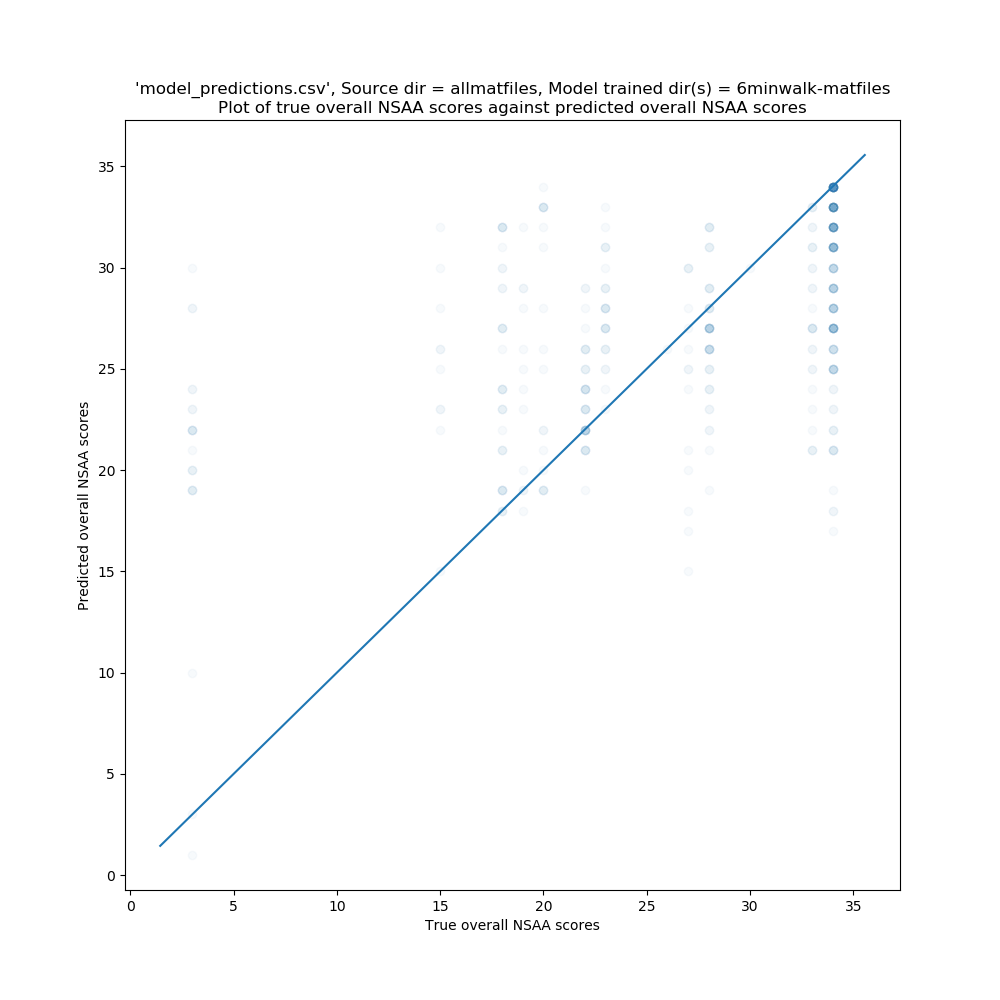 'model_predictions.csv', Source dir = allmatfiles, Model trained dir(s) = 6minwalk-matfiles
Plot of true overall NSAA scores against predicted overall NSAA scores
35
30
25
20
15
10
5
0
Predicted overall NSAA scores
0 5 10 15 20 25 30 35
True overall NSAA scores